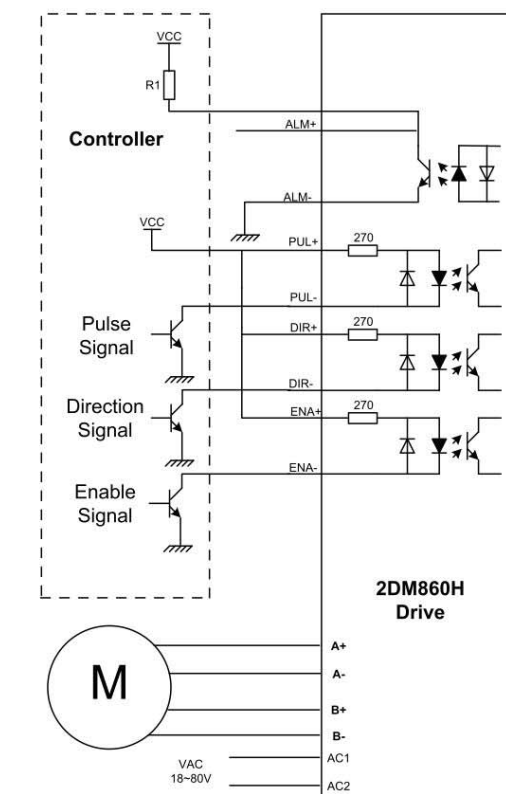 VCC
R1
ALM+
Controller
ALM-
VCC
PUL+
270
PUL-
Pulse
Signal
DIR+
270
DIR-
Direction
Signal
ENA+
270
ENA-
Enable
Signal
2DM860H
Drive
M
A+
A-
B+
B-
VAC
18~80V
AC1
AC2